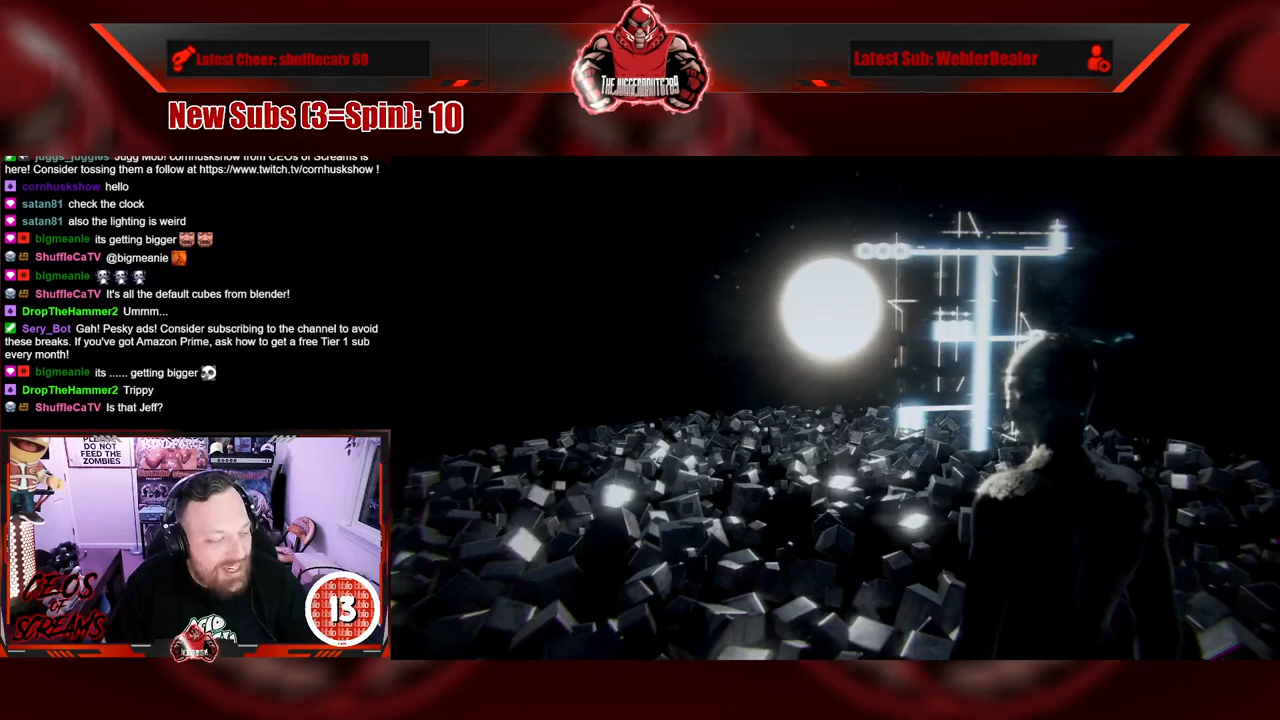 Latest Cheer: shufflecatv 69
THEJUGGERNAUT6789
Latest Sub: WeblerDealer
New Subs (3=Spin): 10
juggs_juggles Jugg Mob! cornhuskshow from CEOs of Screams is
here! Consider tossing them a follow at https://www.twitch.tv/cornhuskshow !
cornhuskshow hello
satan81 check the clock
satan81 also the lighting is weird
bigmeanie its getting bigger
ShuffleCaTV @bigmeanie
bigmeanie
ShuffleCaTV It's all the default cubes from blender!
DropTheHammer2 Ummm...
Sery_Bot Gah! Pesky ads! Consider subscribing to the channel to avoid
these breaks. If you've got Amazon Prime, ask how to get a free Tier 1 sub
every month!
bigmeanie its ...... getting bigger
DropTheHammer2 Trippy
ShuffleCaTV Is that Jeff?
PLEASE
DO NOT
FEED THE
ZOMBIES
CEOS
OF
SCREAMS
13